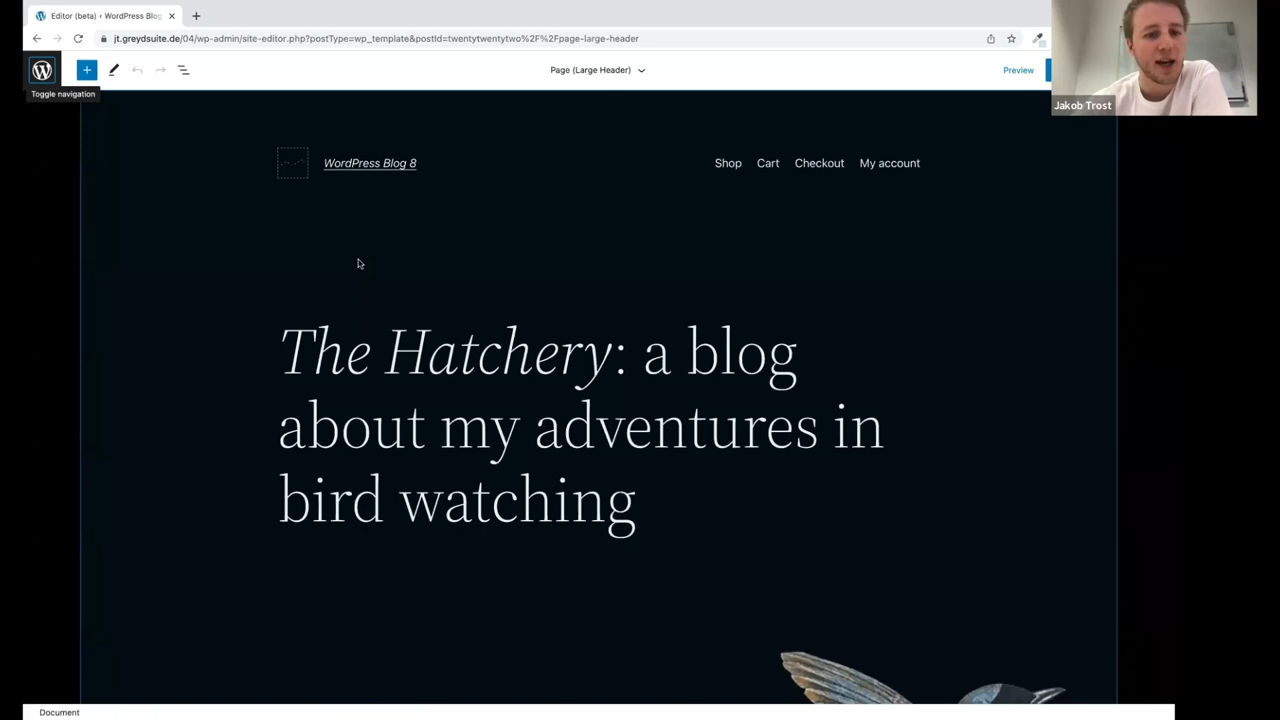 Editor (beta) ‹ WordPress Blog
jt.greydsuite.de/04/wp-admin/site-editor.php?postType=wp_template&postId=twentytwentytwo%2F%2Fpage-large-header
Page (Large Header)
Preview
Toggle navigation
Jakob Trost
WordPress Blog 8
Shop Cart Checkout My account
The Hatchery: a blog
about my adventures in
bird watching
Document